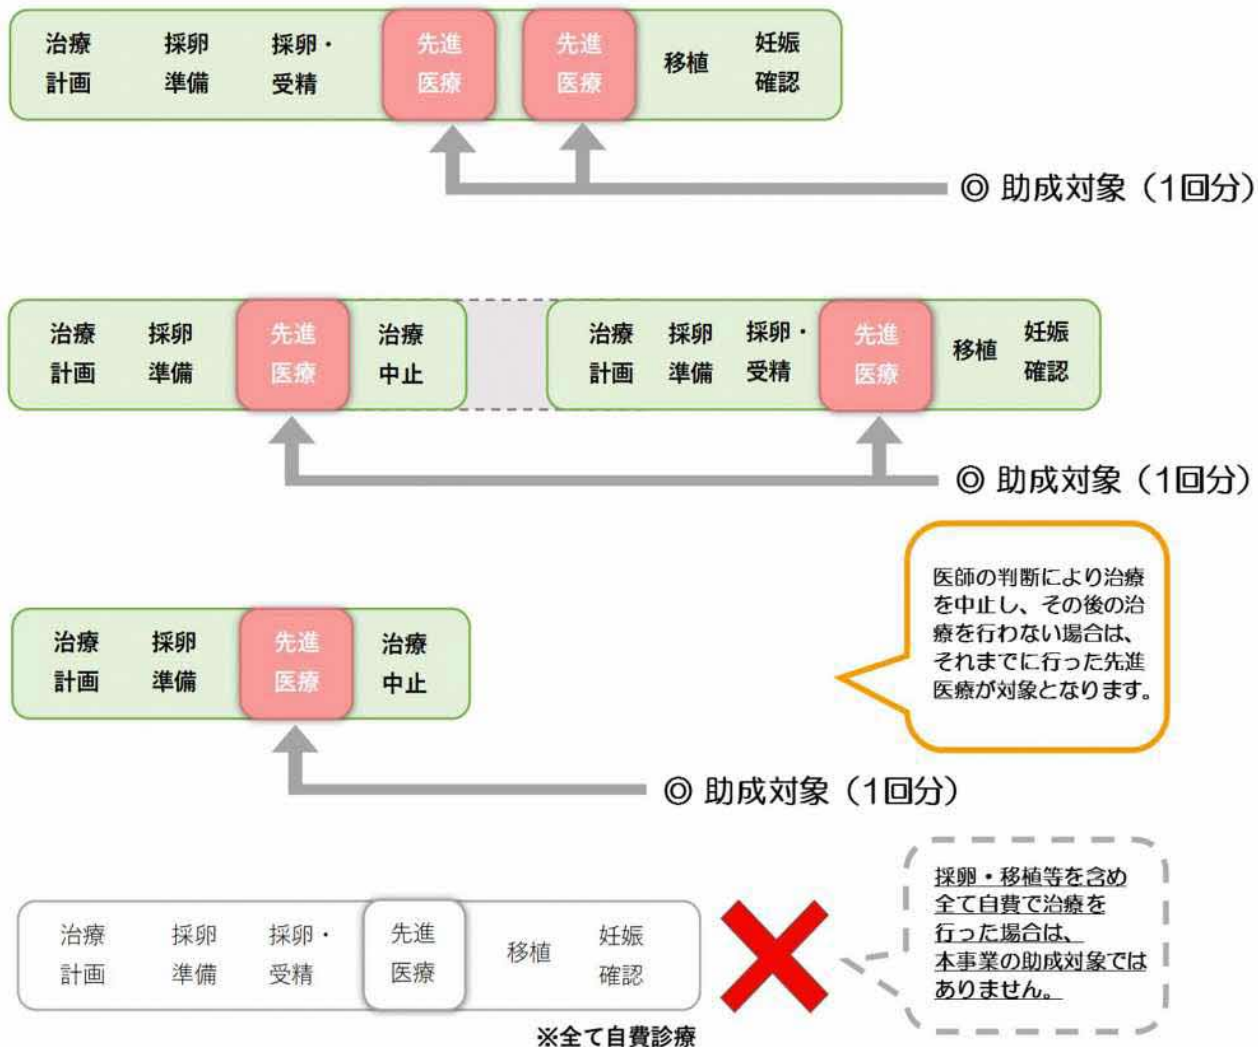 治療 採卵 採卵・ 先進 先進 移植 妊娠
計画 準備 受精 医療 医療 確認
◎ 助成対象（1回分）
治療 採卵 先進 治療 治療 採卵 採卵・ 先進 移植 妊娠
計画 準備 医療 中止 計画 準備 受精 医療 確認
◎ 助成対象（1回分）
医師の判断により治療
を中止し、その後の治
療を行わない場合は、
それまでに行った先進
医療が対象となります。
治療 採卵 先進 治療
計画 準備 医療 中止
◎ 助成対象（1回分）
治療 採卵 採卵・ 先進 移植 妊娠
計画 準備 受精 医療 確認
※全て自費診療
採卵・移植等を含め
全て自費で治療を
行った場合は、
本事業の助成対象では
ありません。